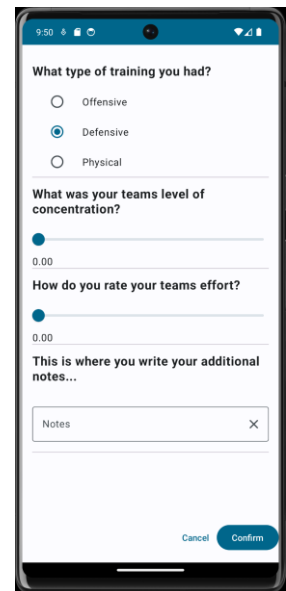 9:50
What type of training you had?
Offensive
Defensive
Physical
What was your teams level of
concentration?
0.00
How do you rate your teams effort?
0.00
This is where you write your additional
notes...
Notes
Cancel Confirm